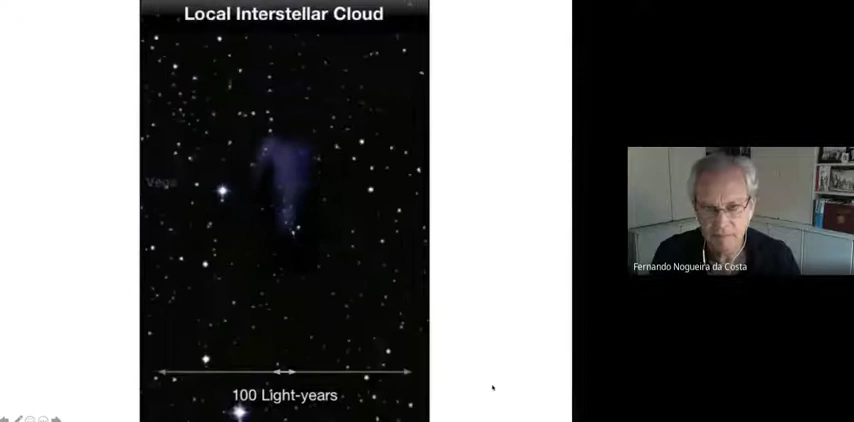 Local Interstellar Cloud
Vega
100 Light-years
Fernando Nogueira da Costa